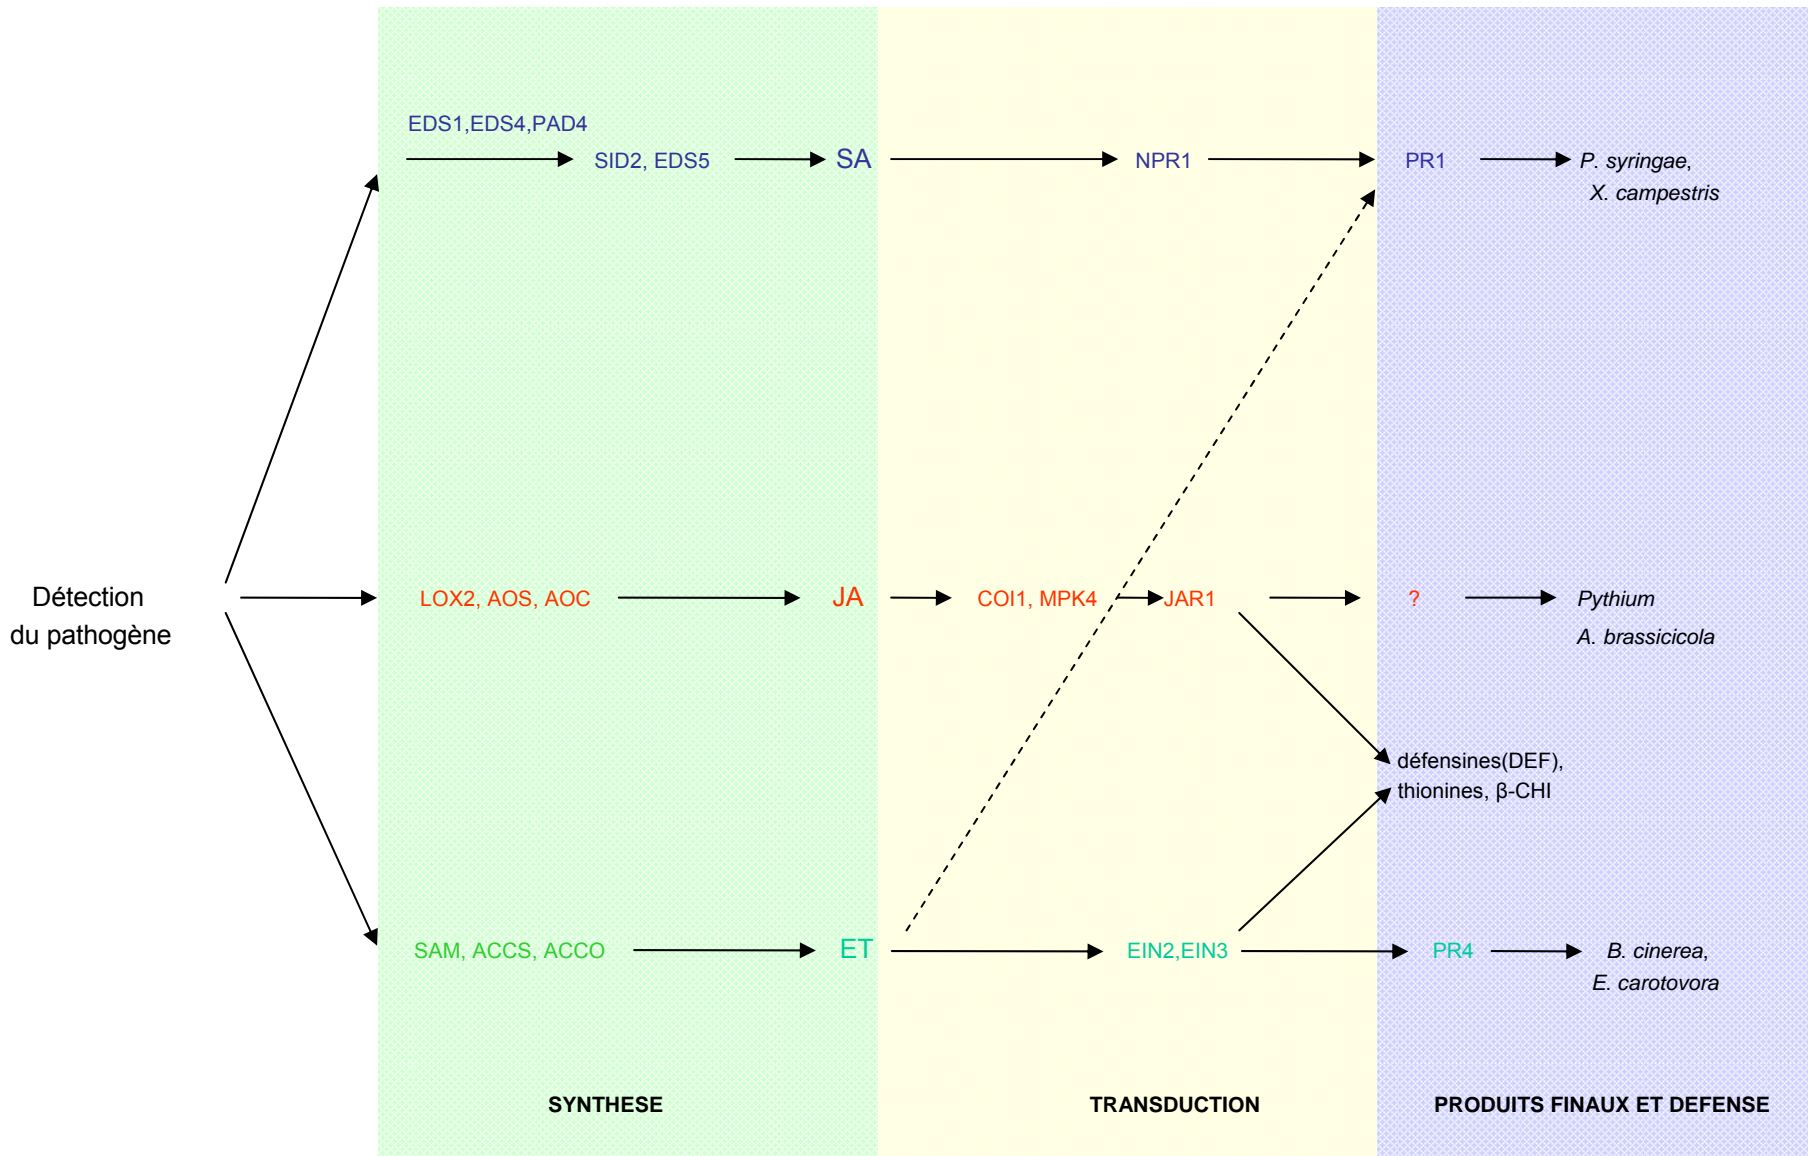 EDS1,EDS4,PAD4
SID2, EDS5
SA
NPR1
PR1
P. syringae,
X. campestris
Détection
du pathogène
LOX2, AOS, AOC
JA
COI1, MPK4
JAR1
?
Pythium
A. brassicicola
défensines(DEF),
thionines, β-CHI
SAM, ACCS, ACCO
ET
EIN2,EIN3
PR4
B. cinerea,
E. carotovora
SYNTHESE
TRANSDUCTION
PRODUITS FINAUX ET DEFENSE